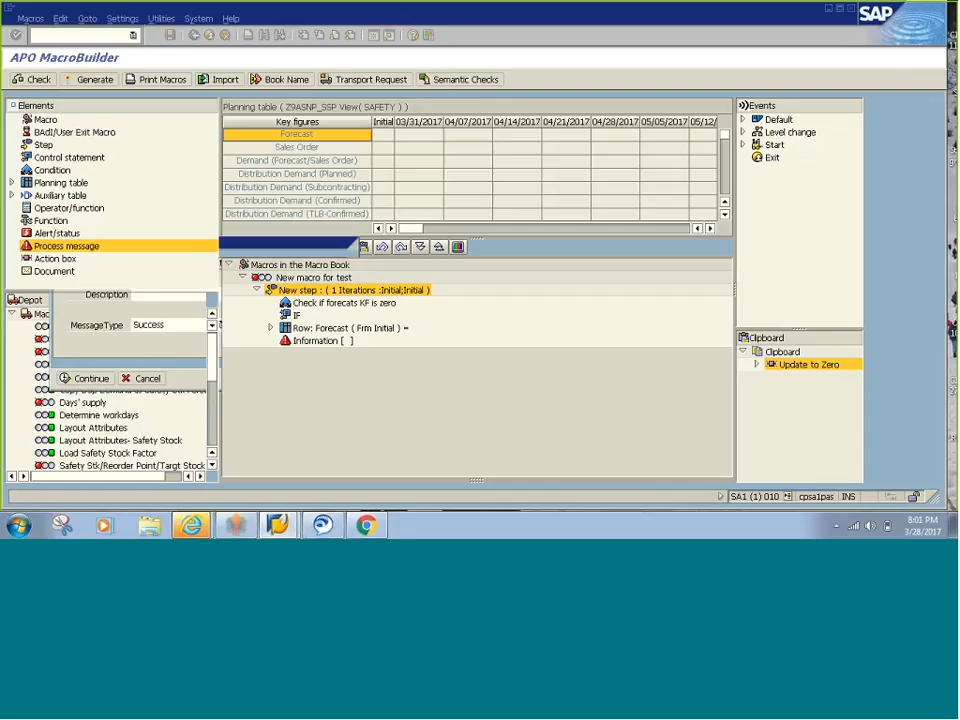 Macros Edit Goto Settings Utilities System Help
SAP
APO MacroBuilder
Check Generate Print Macros Import Book Name Transport Request Semantic Checks
Elements
Macro
BAdI/User Exit Macro
Step
Control statement
Condition
Planning table
Auxiliary table
Operator/function
Function
Alert/status
Process message
Action box
Document
Planning table ( Z9ASNP_SSP View( SAFETY ) )
Key figures Initial 03/31/2017 04/07/2017 04/14/2017 04/21/2017 04/28/2017 05/05/2017 05/12/
Forecast
Sales Order
Demand (Forecast/Sales Order)
Distribution Demand (Planned)
Distribution Demand (Subcontracting)
Distribution Demand (Confirmed)
Distribution Demand (TLB-Confirmed)
Events
Default
Level change
Start
Exit
Macros in the Macro Book
New macro for test
New step : ( 1 Iterations :Initial;Initial )
Check if forecats KF is zero
IF
Row: Forecast ( Frm Initial ) =
Information [ ]
Clipboard
Clipboard
Update to Zero
Depot
Mac
Description
MessageType Success
Continue Cancel
Days' supply
Determine workdays
Layout Attributes
Layout Attributes- Safety Stock
Load Safety Stock Factor
Safety Stk/Reorder Point/Targt Stock
SA1 (1) 010 cpsa1pas INS
8:01 PM
3/28/2017